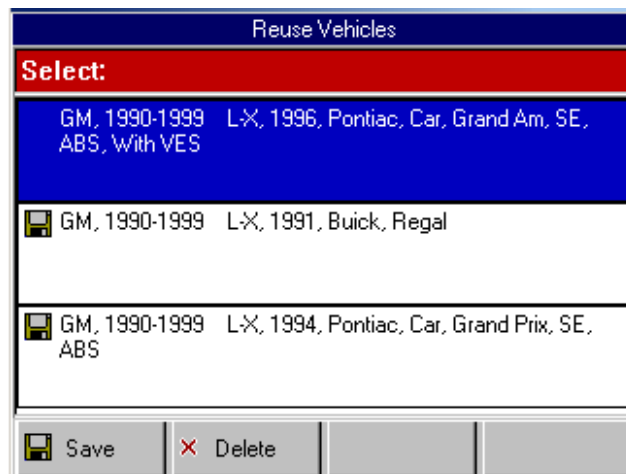 Reuse Vehicles
Select:
GM, 1990-1999 L-X, 1996, Pontiac, Car, Grand Am, SE,
ABS, With VES
GM, 1990-1999 L-X, 1991, Buick, Regal
GM, 1990-1999 L-X, 1994, Pontiac, Car, Grand Prix, SE,
ABS
Save
Delete